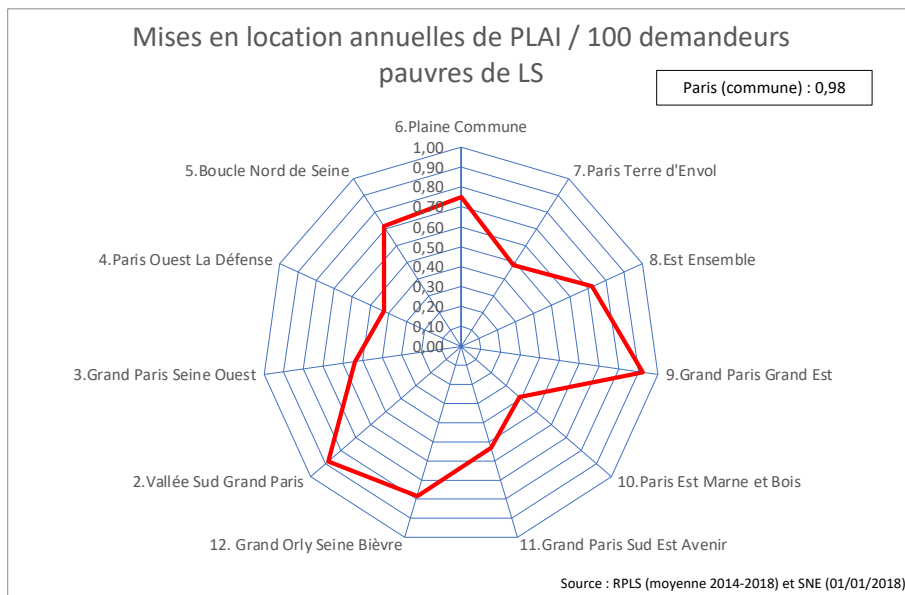 Mises en location annuelles de PLAI / 100 demandeurs
pauvres de LS
Paris (commune) : 0,98
6.Plaine Commune
1,00
0,90
0,80
0,70
0,60
0,50
0,40
0,30
0,20
0,10
0,00
5.Boucle Nord de Seine
7.Paris Terre d'Envol
4.Paris Ouest La Défense
8.Est Ensemble
3.Grand Paris Seine Ouest
9.Grand Paris Grand Est
2.Vallée Sud Grand Paris
10.Paris Est Marne et Bois
12. Grand Orly Seine Bièvre
11.Grand Paris Sud Est Avenir
Source : RPLS (moyenne 2014-2018) et SNE (01/01/2018)